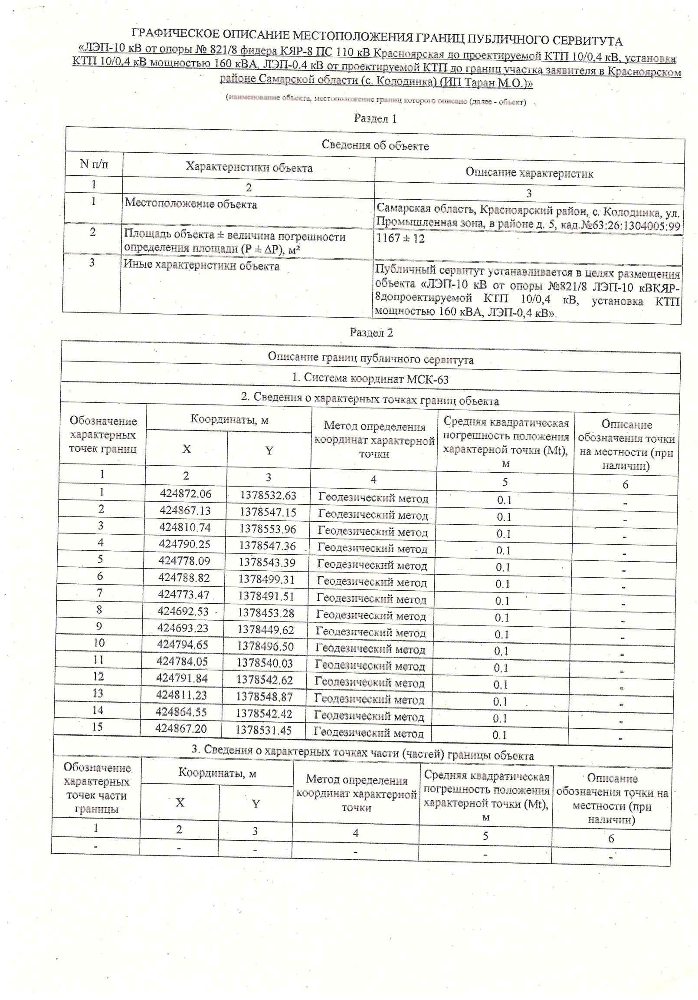 ГРАФИЧЕСКОЕ ОПИСАНИЕ МЕСТОПОЛОЖЕНИЯ ГРАНИЦ ПУБЛИЧНОГО СЕРВИТУТА
«ЛЭП-10 кВ от опоры № 821/8 фидера КЯР-8 ПС 110 кВ Красноярская до проектируемой КТП 10/0,4 кВ, установка
КТП 10/0,4 кВ мощностью 160 кВА, ЛЭП-0,4 кВ от проектируемой КТП до границ участка заявителя в Красноярском
районе Самарской области (с. Колодинка) (ИП Таран М.О.)»
(наименование объекта, местоположение границ которого описано (далее - объект)
Раздел 1
Сведения об объекте
N п/п Характеристики объекта Описание характеристик
1 2 3
1 Местоположение объекта Самарская область, Красноярский район, с. Колодинка, ул.
Промышленная зона, в районе д. 5, кад.№63:26:1304005:99
2 Площадь объекта ± величина погрешности 1167 ± 12
определения площади (P ± ΔP), м²
3 Иные характеристики объекта Публичный сервитут устанавливается в целях размещения
объекта «ЛЭП-10 кВ от опоры №821/8 ЛЭП-10 кВКЯР-
8допроектируемой КТП 10/0,4 кВ, установка КТП
мощностью 160 кВА, ЛЭП-0,4 кВ».
Раздел 2
Описание границ публичного сервитута
1. Система координат МСК-63
2. Сведения о характерных точках границ объекта
Обозначение
характерных
точек границ
Координаты, м
X Y
Метод определения
координат характерной
точки
Средняя квадратическая
погрешность положения
характерной точки (Mt),
м
Описание
обозначения точки
на местности (при
наличии)
1 2 3 4 5 6
1 424872.06 1378532.63 Геодезический метод 0.1 -
2 424867.13 1378547.15 Геодезический метод 0.1 -
3 424810.74 1378553.96 Геодезический метод 0.1 -
4 424790.25 1378547.36 Геодезический метод 0.1 -
5 424778.09 1378543.39 Геодезический метод 0.1 -
6 424788.82 1378499.31 Геодезический метод 0.1 -
7 424773.47 1378491.51 Геодезический метод 0.1 -
8 424692.53 1378453.28 Геодезический метод 0.1 -
9 424693.23 1378449.62 Геодезический метод 0.1 -
10 424794.65 1378496.50 Геодезический метод 0.1 -
11 424784.05 1378540.03 Геодезический метод 0.1 -
12 424791.84 1378542.62 Геодезический метод 0.1 -
13 424811.23 1378548.87 Геодезический метод 0.1 -
14 424864.55 1378542.42 Геодезический метод 0.1 -
15 424867.20 1378531.45 Геодезический метод 0.1 -
3. Сведения о характерных точках части (частей) границы объекта
Обозначение
характерных
точек части
границы
Координаты, м
X Y
Метод определения
координат характерной
точки
Средняя квадратическая
погрешность положения
характерной точки (Mt),
м
Описание
обозначения точки на
местности (при
наличии)
1 2 3 4 5 6
- - - - - -